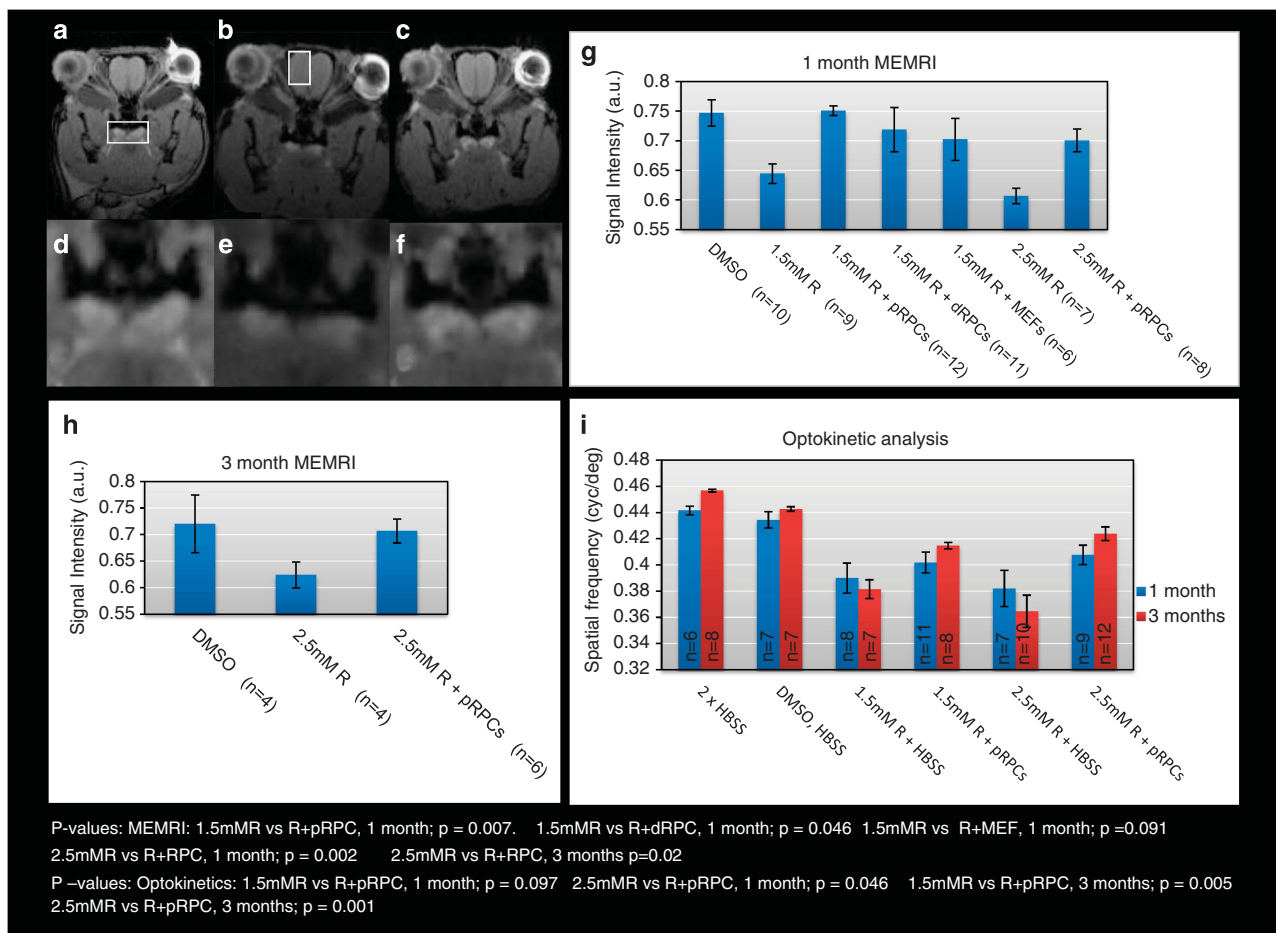 a
b
c
d
e
f
g
1 month MEMRI
Signal Intensity (a.u.)
0.8
0.75
0.7
0.65
0.6
0.55
DMSO (n=10)
1.5mM R (n=9)
1.5mM R + pRPCs (n=12)
1.5mM R + dRPCs (n=11)
1.5mM R + MEFs (n=6)
2.5mM R (n=7)
2.5mM R + pRPCs (n=8)
h
3 month MEMRI
Signal Intensity (a.u.)
0.8
0.75
0.7
0.65
0.6
0.55
DMSO (n=4)
2.5mM R (n=4)
2.5mM R + pRPCs (n=6)
i
Optokinetic analysis
Spatial frequency (cyc/deg)
0.48
0.46
0.44
0.42
0.4
0.38
0.36
0.34
0.32
n=6
n=8
n=7
n=7
n=8
n=7
n=11
n=8
n=7
n=10
n=9
n=12
2 x HBSS
DMSO, HBSS
1.5mM R + HBSS
1.5mM R + pRPCs
2.5mM R + HBSS
2.5mM R + pRPCs
1 month
3 months
P-values: MEMRI: 1.5mMR vs R+pRPC, 1 month; p = 0.007. 1.5mMR vs R+dRPC, 1 month; p = 0.046 1.5mMR vs R+MEF, 1 month; p =0.091
2.5mMR vs R+RPC, 1 month; p = 0.002 2.5mMR vs R+RPC, 3 months p=0.02
P –values: Optokinetics: 1.5mMR vs R+pRPC, 1 month; p = 0.097 2.5mMR vs R+pRPC, 1 month; p = 0.046 1.5mMR vs R+pRPC, 3 months; p = 0.005
2.5mMR vs R+pRPC, 3 months; p = 0.001